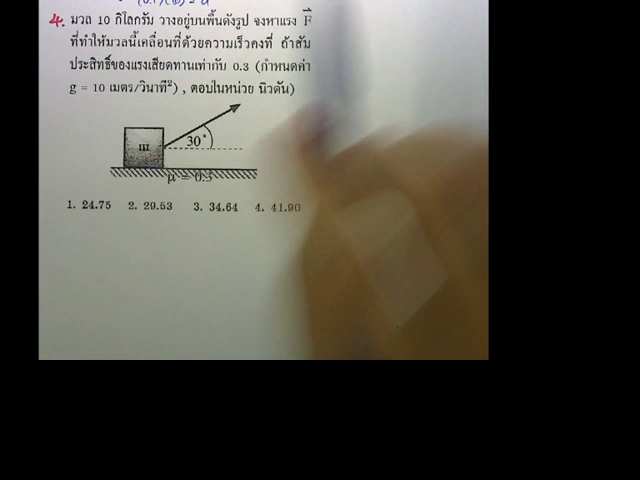 4. มวล 10 กิโลกรัม วางอยู่บนพื้นดังรูป จงหาแรง F
ที่ทำให้มวลนี้เคลื่อนที่ด้วยความเร็วคงที่ ถ้าสัม
ประสิทธิ์ของแรงเสียดทานเท่ากับ 0.3 (กำหนดค่า
g = 10 เมตร/วินาที²) , ตอบในหน่วย นิวตัน)
m
30°
μ = 0.3
1. 24.75 2. 29.53 3. 34.64 4. 41.90